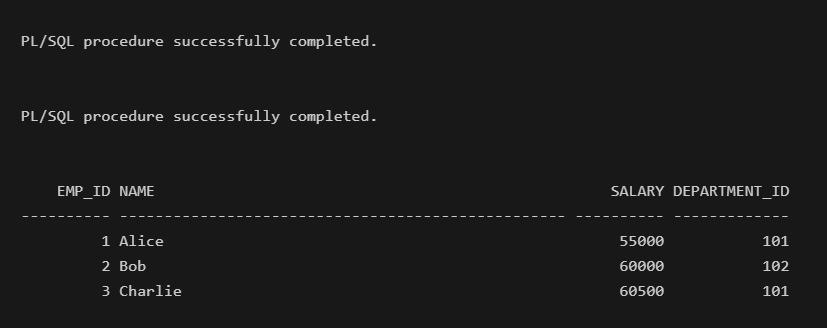 PL/SQL procedure successfully completed.
PL/SQL procedure successfully completed.
    EMP_ID NAME                                                   SALARY DEPARTMENT_ID
---------- -------------------------------------------------- ---------- -------------
         1 Alice                                                   55000           101
         2 Bob                                                     60000           102
         3 Charlie                                                 60500           101